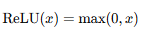 ReLU(x) = max(0, x)